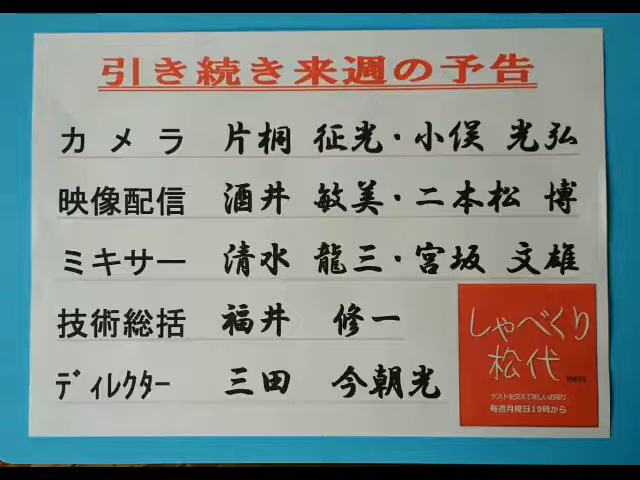 引き続き来週の予告
カメラ 片桐 征光・小俣 光弘
映像配信 酒井 敏美・二本松 博
ミキサー 清水 龍三・宮坂 文雄
技術総括 福井 修一
ディレクター 三田 今朝光
しゃべくり
松代
ゲストを交えて楽しいお喋り
毎週月曜日19時から